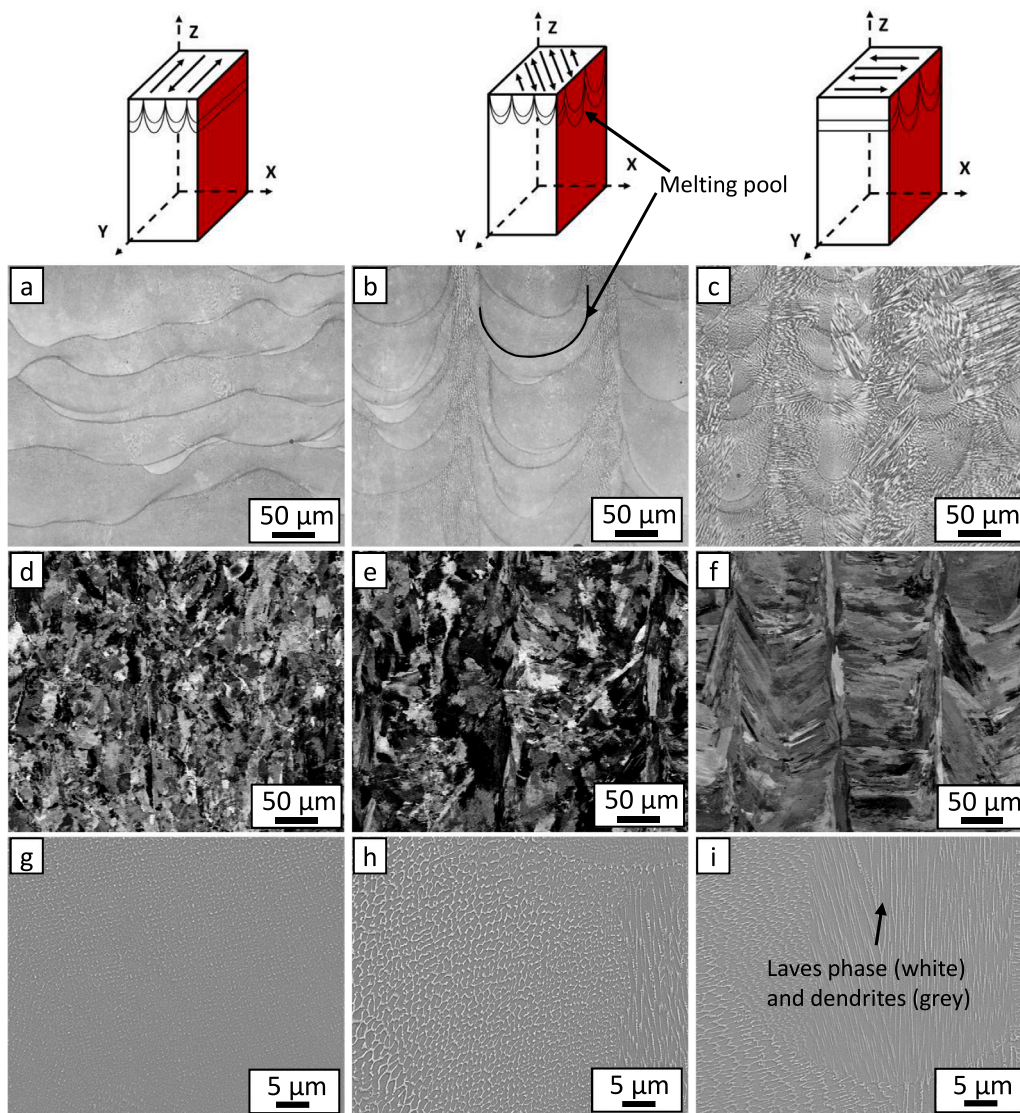 Z
X
Y
Z
X
Y
Z
X
Y
Melting pool
a
b
c
50 µm
50 µm
50 µm
d
e
f
50 µm
50 µm
50 µm
g
h
i
Laves phase (white)
and dendrites (grey)
5 µm
5 µm
5 µm